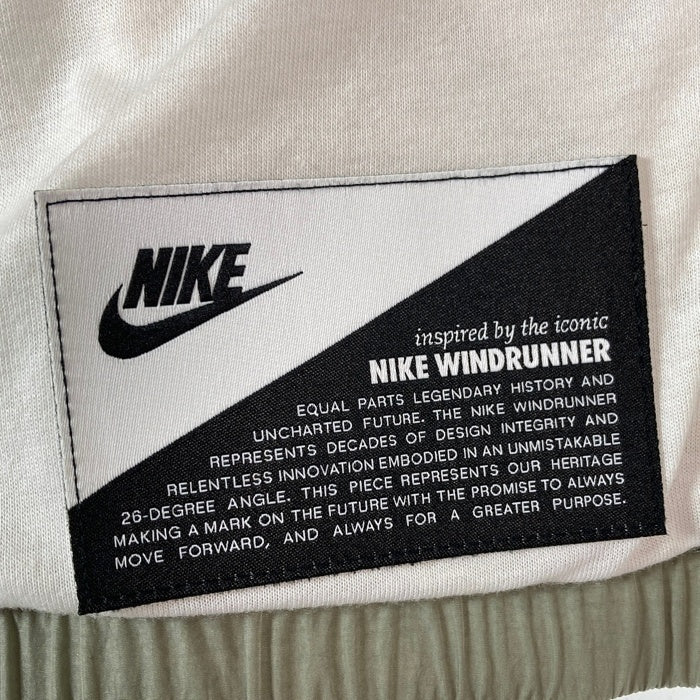 NIKE
inspired by the iconic
NIKE WINDRUNNER
EQUAL PARTS LEGENDARY HISTORY AND
UNCHARTED FUTURE. THE NIKE WINDRUNNER
REPRESENTS DECADES OF DESIGN INTEGRITY AND
RELENTLESS INNOVATION EMBODIED IN AN UNMISTAKABLE
26-DEGREE ANGLE. THIS PIECE REPRESENTS OUR HERITAGE
MAKING A MARK ON THE FUTURE WITH THE PROMISE TO ALWAYS
MOVE FORWARD, AND ALWAYS FOR A GREATER PURPOSE.